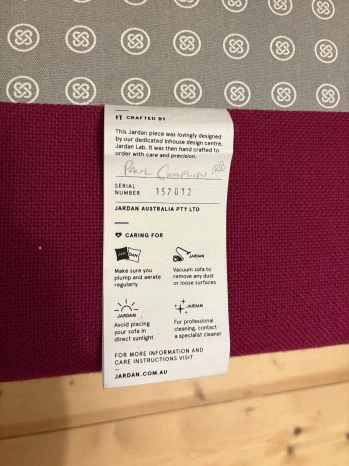 IT CRAFTED BY
This Jardan piece was lovingly designed
by our dedicated inhouse design centre,
Jardan Lab. It was then hand crafted to
order with care and precision.
PAUL CHAPLIN
SERIAL
NUMBER 157012
JARDAN AUSTRALIA PTY LTD
CARING FOR
JARDAN
JARDAN
Make sure you
plump and aerate
regularly
Vacuum sofa to
remove any dust
or loose surfaces
JARDAN
JARDAN
Avoid placing
your sofa in
direct sunlight
For professional
cleaning, contact
a specialist cleaner
FOR MORE INFORMATION AND
CARE INSTRUCTIONS VISIT
JARDAN.COM.AU